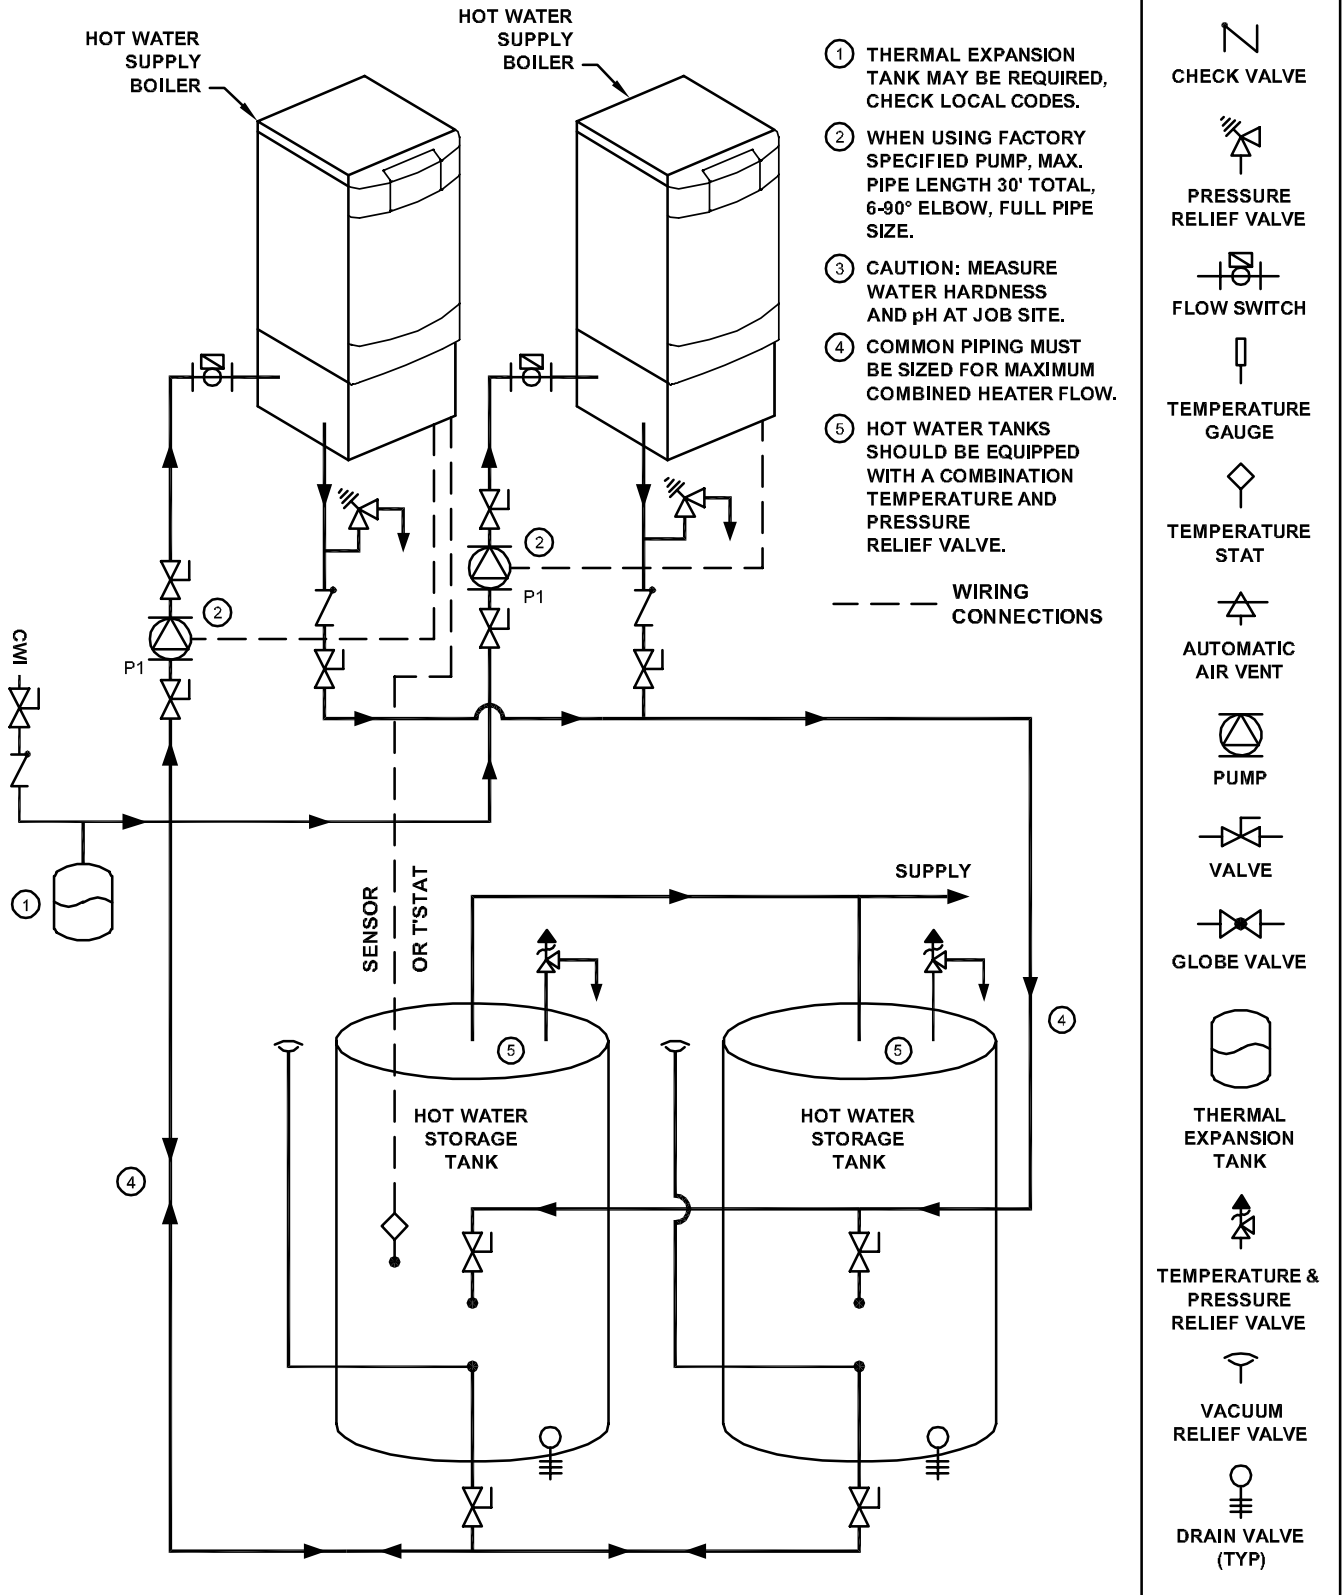 HOT WATER
SUPPLY
BOILER
HOT WATER
SUPPLY
BOILER
1 THERMAL EXPANSION
TANK MAY BE REQUIRED,
CHECK LOCAL CODES.
2 WHEN USING FACTORY
SPECIFIED PUMP, MAX.
PIPE LENGTH 30' TOTAL,
6-90° ELBOW, FULL PIPE
SIZE.
3 CAUTION: MEASURE
WATER HARDNESS
AND pH AT JOB SITE.
4 COMMON PIPING MUST
BE SIZED FOR MAXIMUM
COMBINED HEATER FLOW.
5 HOT WATER TANKS
SHOULD BE EQUIPPED
WITH A COMBINATION
TEMPERATURE AND
PRESSURE
RELIEF VALVE.
WIRING
CONNECTIONS
2
P1
2
P1
CWI
1
SENSOR
OR T'STAT
SUPPLY
4
5
5
HOT WATER
STORAGE
TANK
HOT WATER
STORAGE
TANK
4
CHECK VALVE
PRESSURE
RELIEF VALVE
FLOW SWITCH
TEMPERATURE
GAUGE
TEMPERATURE
STAT
AUTOMATIC
AIR VENT
PUMP
VALVE
GLOBE VALVE
THERMAL
EXPANSION
TANK
TEMPERATURE &
PRESSURE
RELIEF VALVE
VACUUM
RELIEF VALVE
DRAIN VALVE
(TYP)